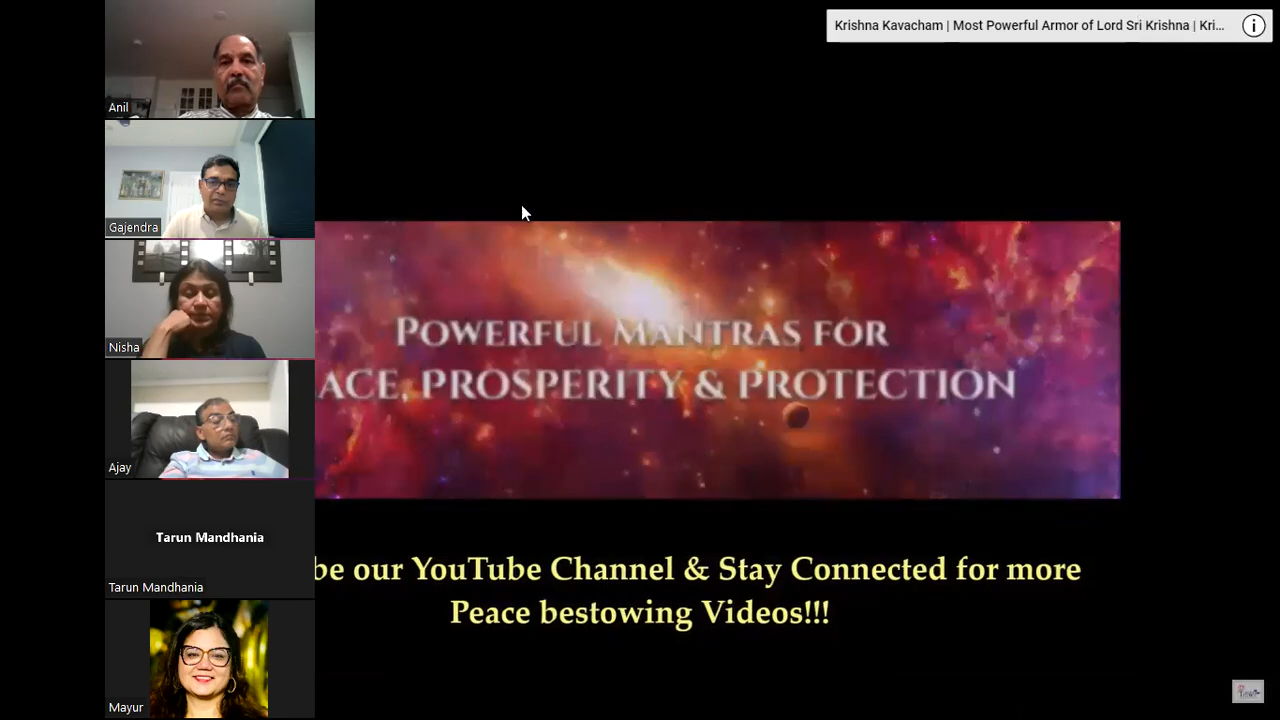 Krishna Kavacham | Most Powerful Armor of Lord Sri Krishna | Kri...
Anil
Gajendra
Nisha
Ajay
Tarun Mandhania
Tarun Mandhania
Mayur
POWERFUL MANTRAS FOR
ACE, PROSPERITY & PROTECTION
be our YouTube Channel & Stay Connected for more
Peace bestowing Videos!!!